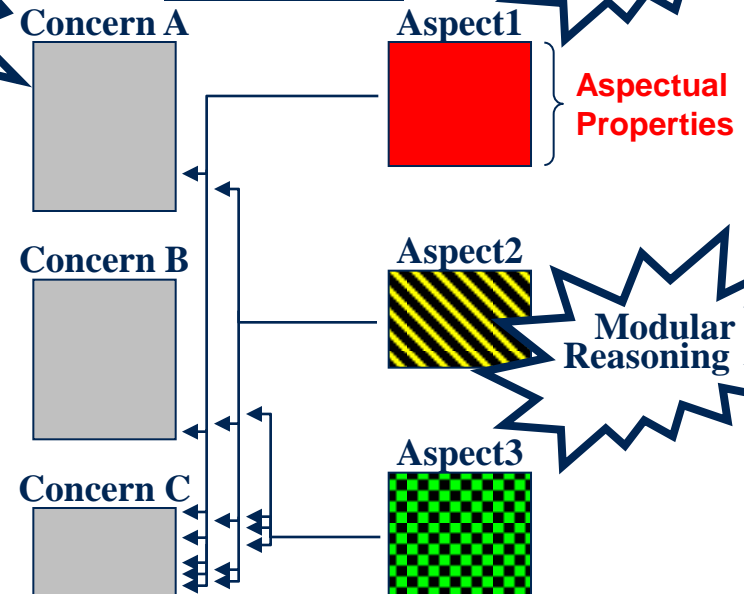 Concern A
Aspect1
Aspectual
Properties
Concern B
Aspect2
Modular
Reasoning
Concern C
Aspect3